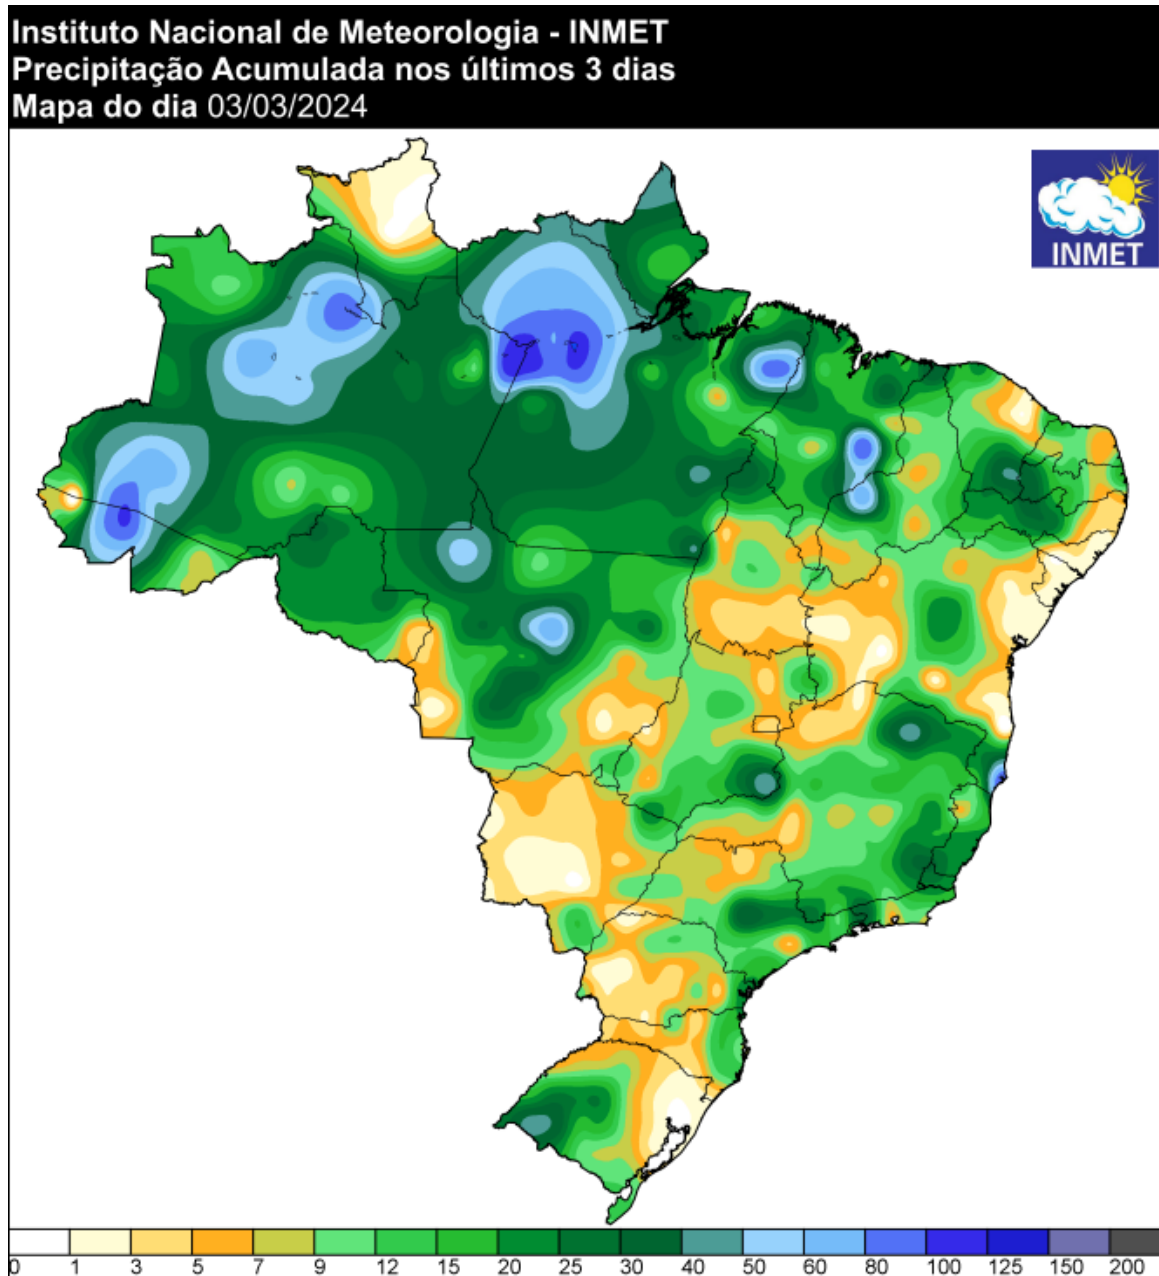 Instituto Nacional de Meteorologia - INMET
Precipitação Acumulada nos últimos 3 dias
Mapa do dia 03/03/2024
INMET
0 1 3 5 7 9 12 15 20 25 30 40 50 60 80 100 125 150 200